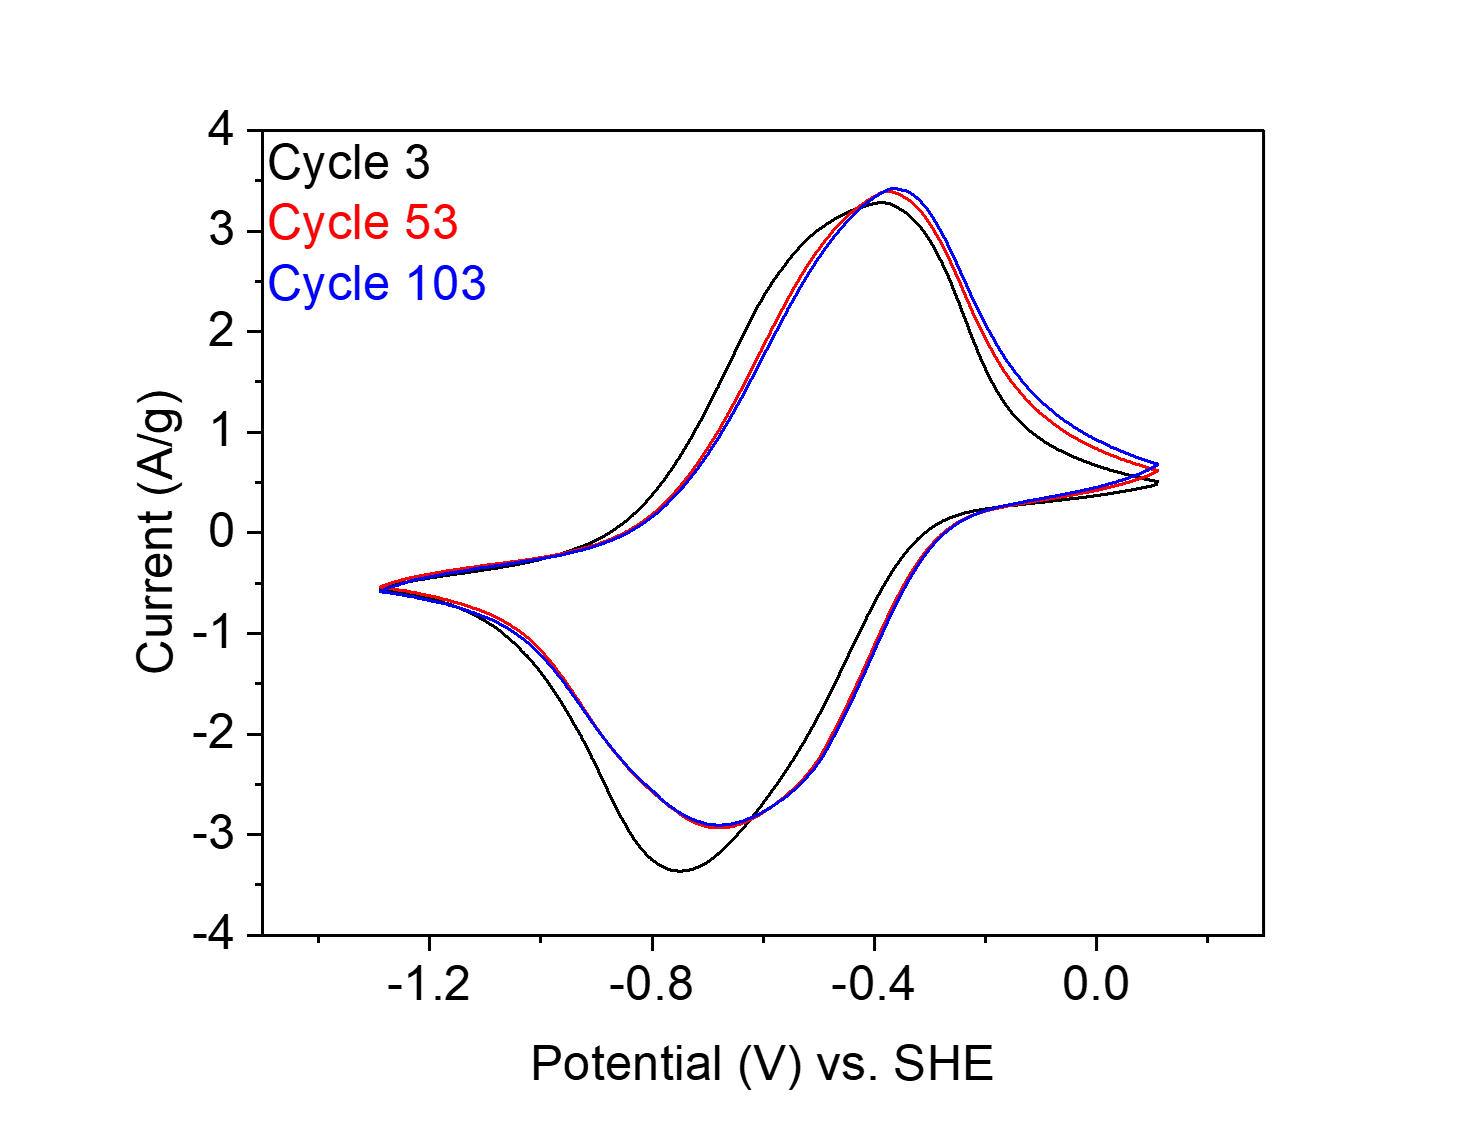 Cycle 3
Cycle 53
Cycle 103
4
3
2
1
0
-1
-2
-3
-4
Current (A/g)
-1.2 -0.8 -0.4 0.0
Potential (V) vs. SHE